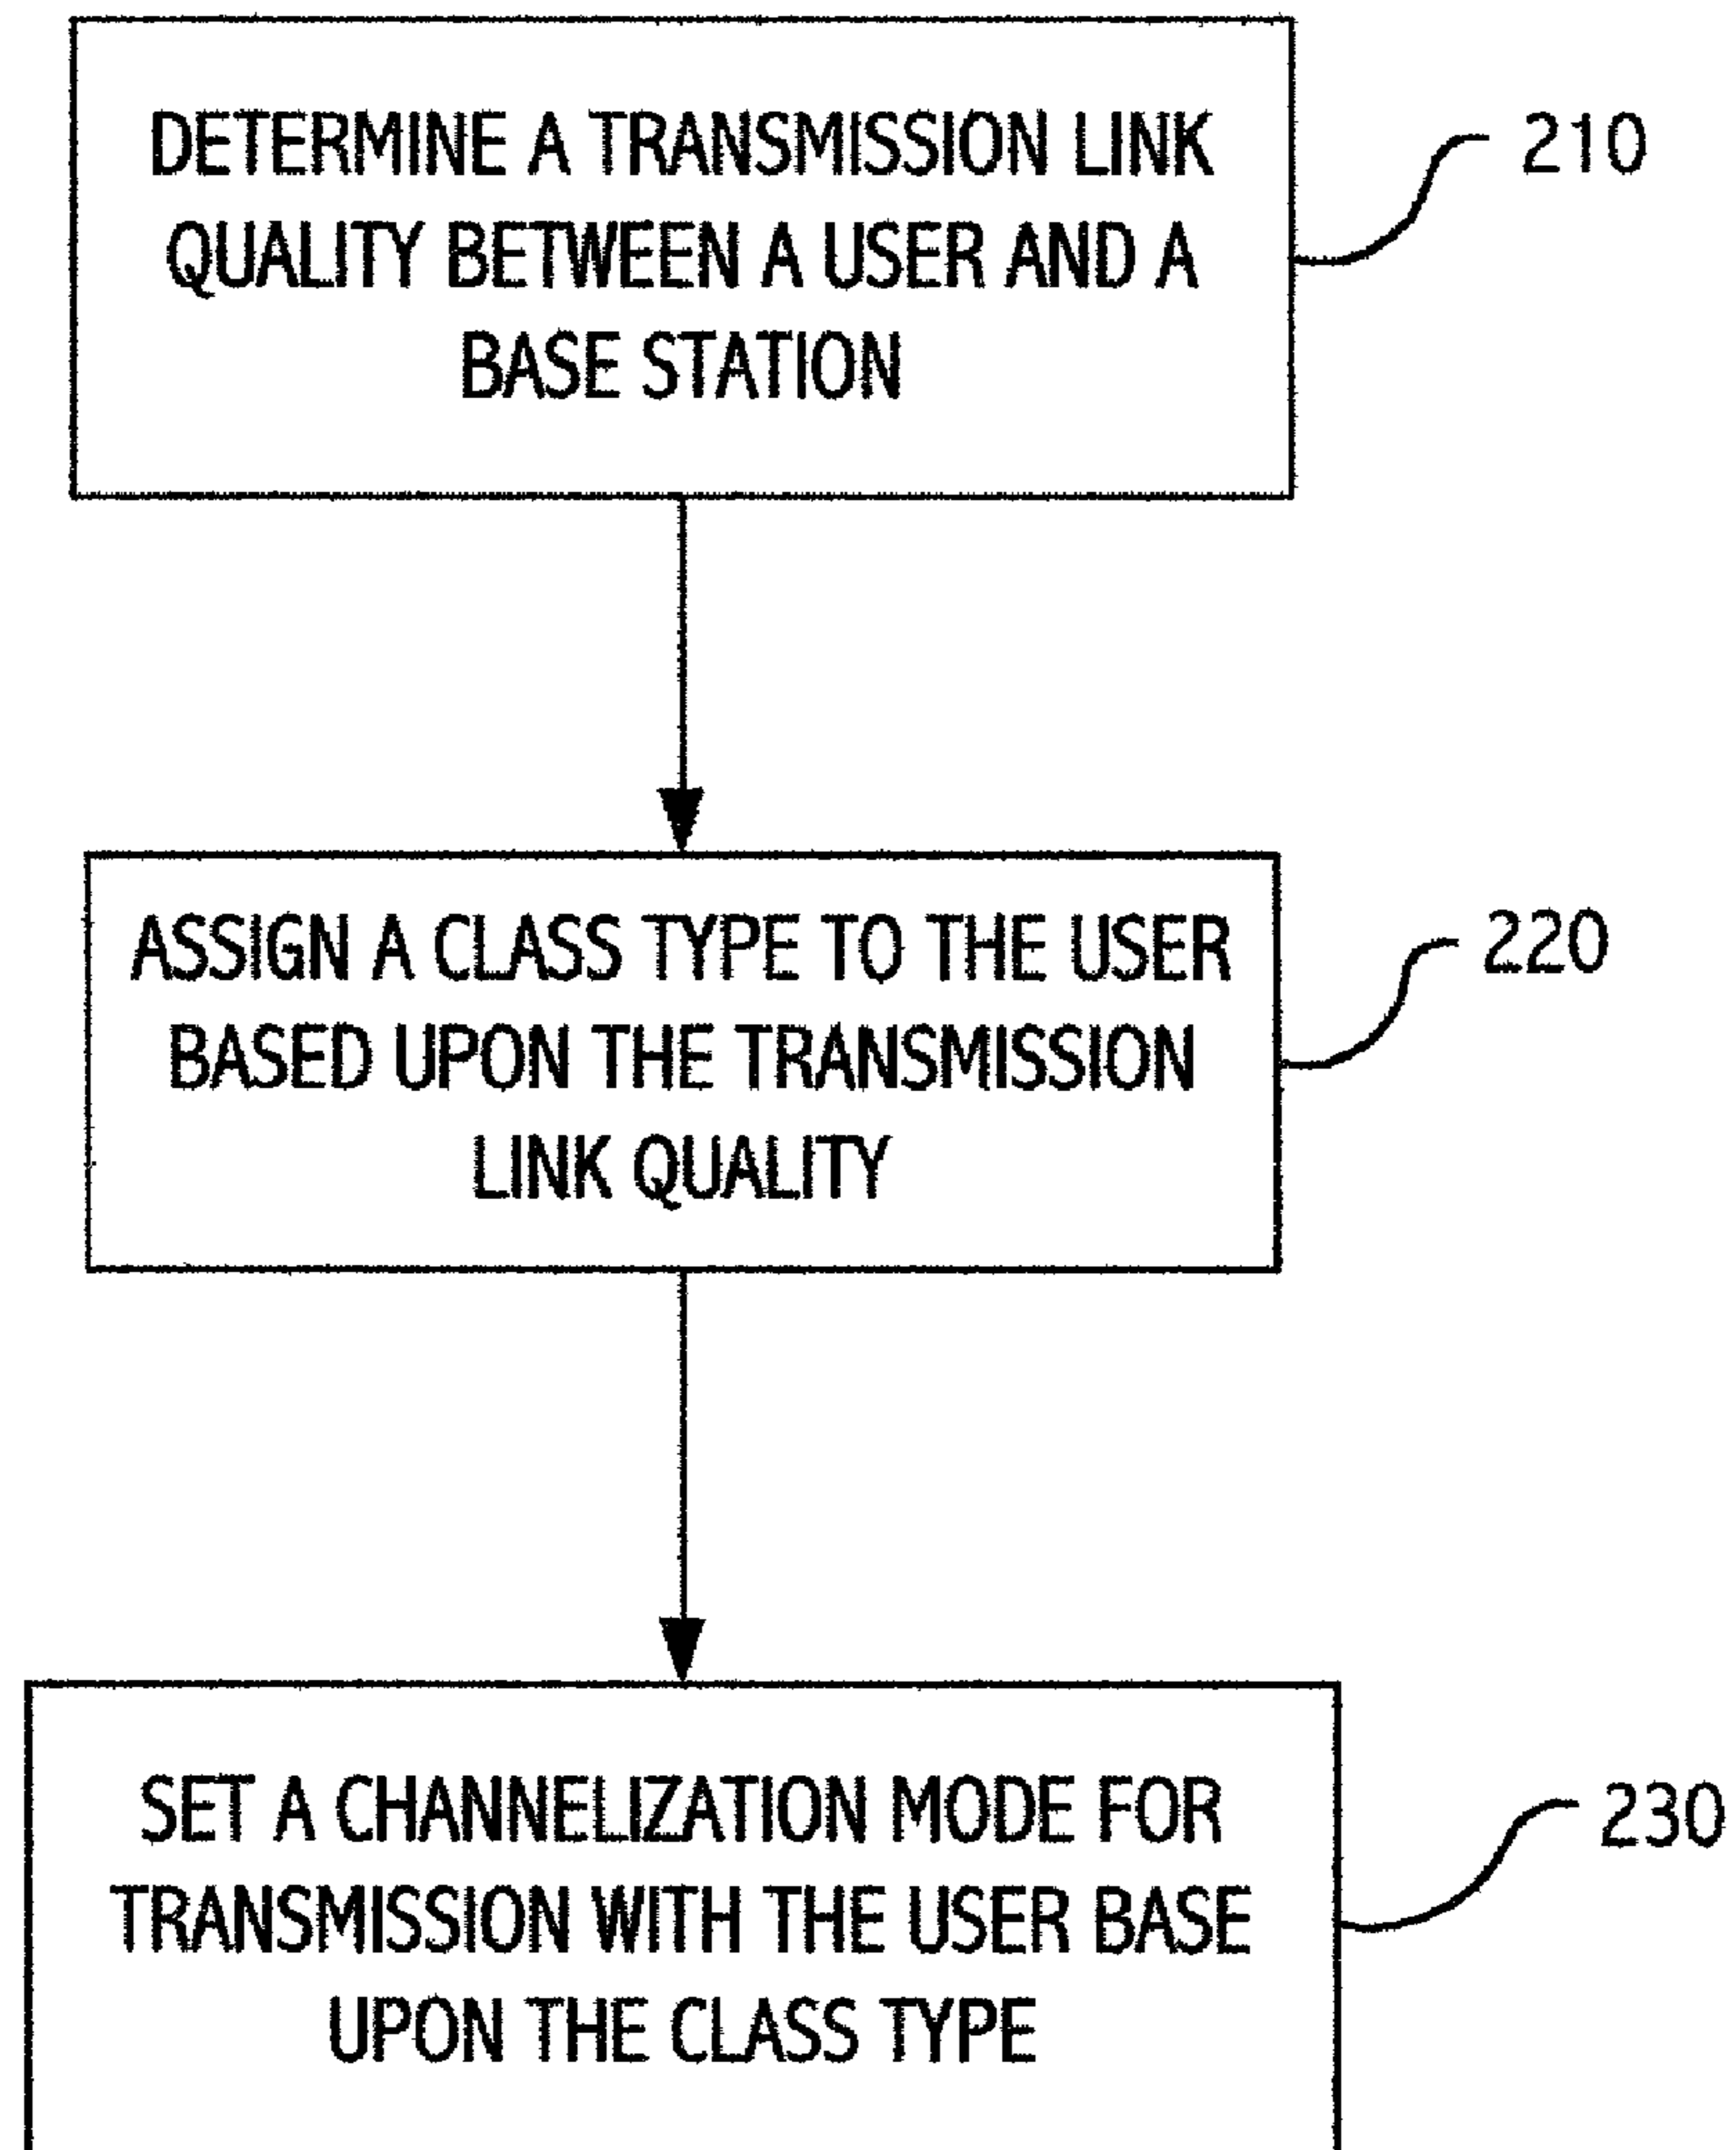 DETERMINE A TRANSMISSION LINK
QUALITY BETWEEN A USER AND A
BASE STATION
210
ASSIGN A CLASS TYPE TO THE USER
BASED UPON THE TRANSMISSION
LINK QUALITY
220
SET A CHANNELIZATION MODE FOR
TRANSMISSION WITH THE USER BASE
UPON THE CLASS TYPE
230